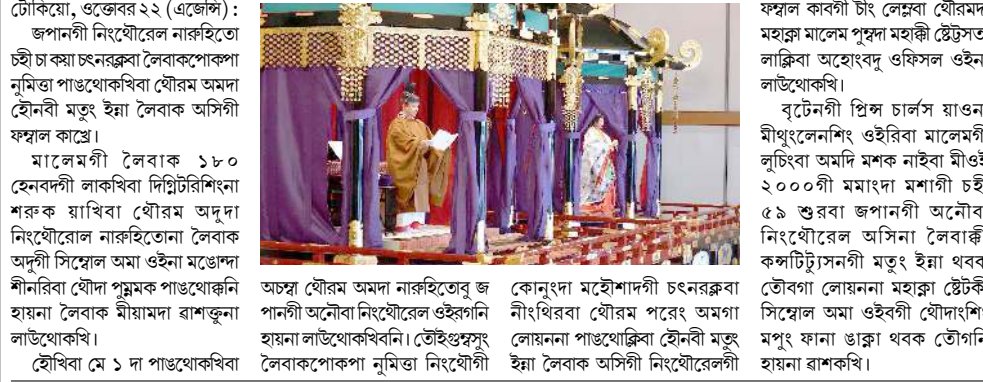 টোকিয়ো, ওক্তোবর ২২ (এজেন্সি) :
জপানগী নিংথৌরেল নারুহিতো
চহী চা কয়া চৎনরক্লবা লৈবাকপোকপা
নুমিত্তা পাঙথোকখিবা থৌরম অমদা
হৌনবী মতুং ইন্না লৈবাক অসিগী
ফম্বাল কাখ্রে।
মালেমগী লৈবাক ১৮০
হেনবদগী লাকখিবা দিগ্নিটরিশিংনা
শরুক য়াখিবা থৌরম অদুদা
নিংথৌরোল নারুহিতোনা লৈবাক
অদুগী সিম্বোল অমা ওইনা মঙোন্দা
শীনরিবা থৌদা পুম্নমক পাঙথোক্কনি
হায়না লৈবাক মীয়ামদা ৱাশক্তুনা
লাউথোকখি।
হৌখিবা মে ১ দা পাঙথোকখিবা
অচম্বা থৌরম অমদা নারুহিতোবু জ
পানগী অনৌবা নিংথৌরেল ওইরগনি
হায়না লাউথোকখিবনি। তৌইগুম্বসুং
লৈবাকপোকপা নুমিত্তা নিংথৌগী
কোনুংদা মহৌশাদগী চৎনরক্লবা
নীংথিরবা থৌরম পরেং অমগা
লোয়ননা পাঙথোক্লিবা হৌনবী মতুং
ইন্না লৈবাক অসিগী নিংথৌরেলগী
ফম্বাল কাবগী চাং লেম্লবা থৌরমদ
মহাক্না মালেম পুম্বদা মহাক্কী ষ্টেট্টসতা
লাক্লিবা অহোংবদু ওফিসল ওইন
লাউথোকখি।
বৃটেনগী প্রিন্স চার্লস য়াওন
মীথুংলেনশিং ওইরিবা মালেমগী
লুচিংবা অমদি মশক নাইবা মীওই
২০০০গী মমাংদা মশাগী চহী
৫৯ শুরবা জপানগী অনৌব
নিংথৌরেল অসিনা লৈবাক্কী
কন্সটিট্যুসনগী মতুং ইন্না থবক
তৌবগা লোয়ননা মহাক্না ষ্টেটকী
সিম্বোল অমা ওইবগী থৌদাংশিং
মপুং ফানা ঙাক্না থবক তৌগনি
হায়না ৱাশকখি।